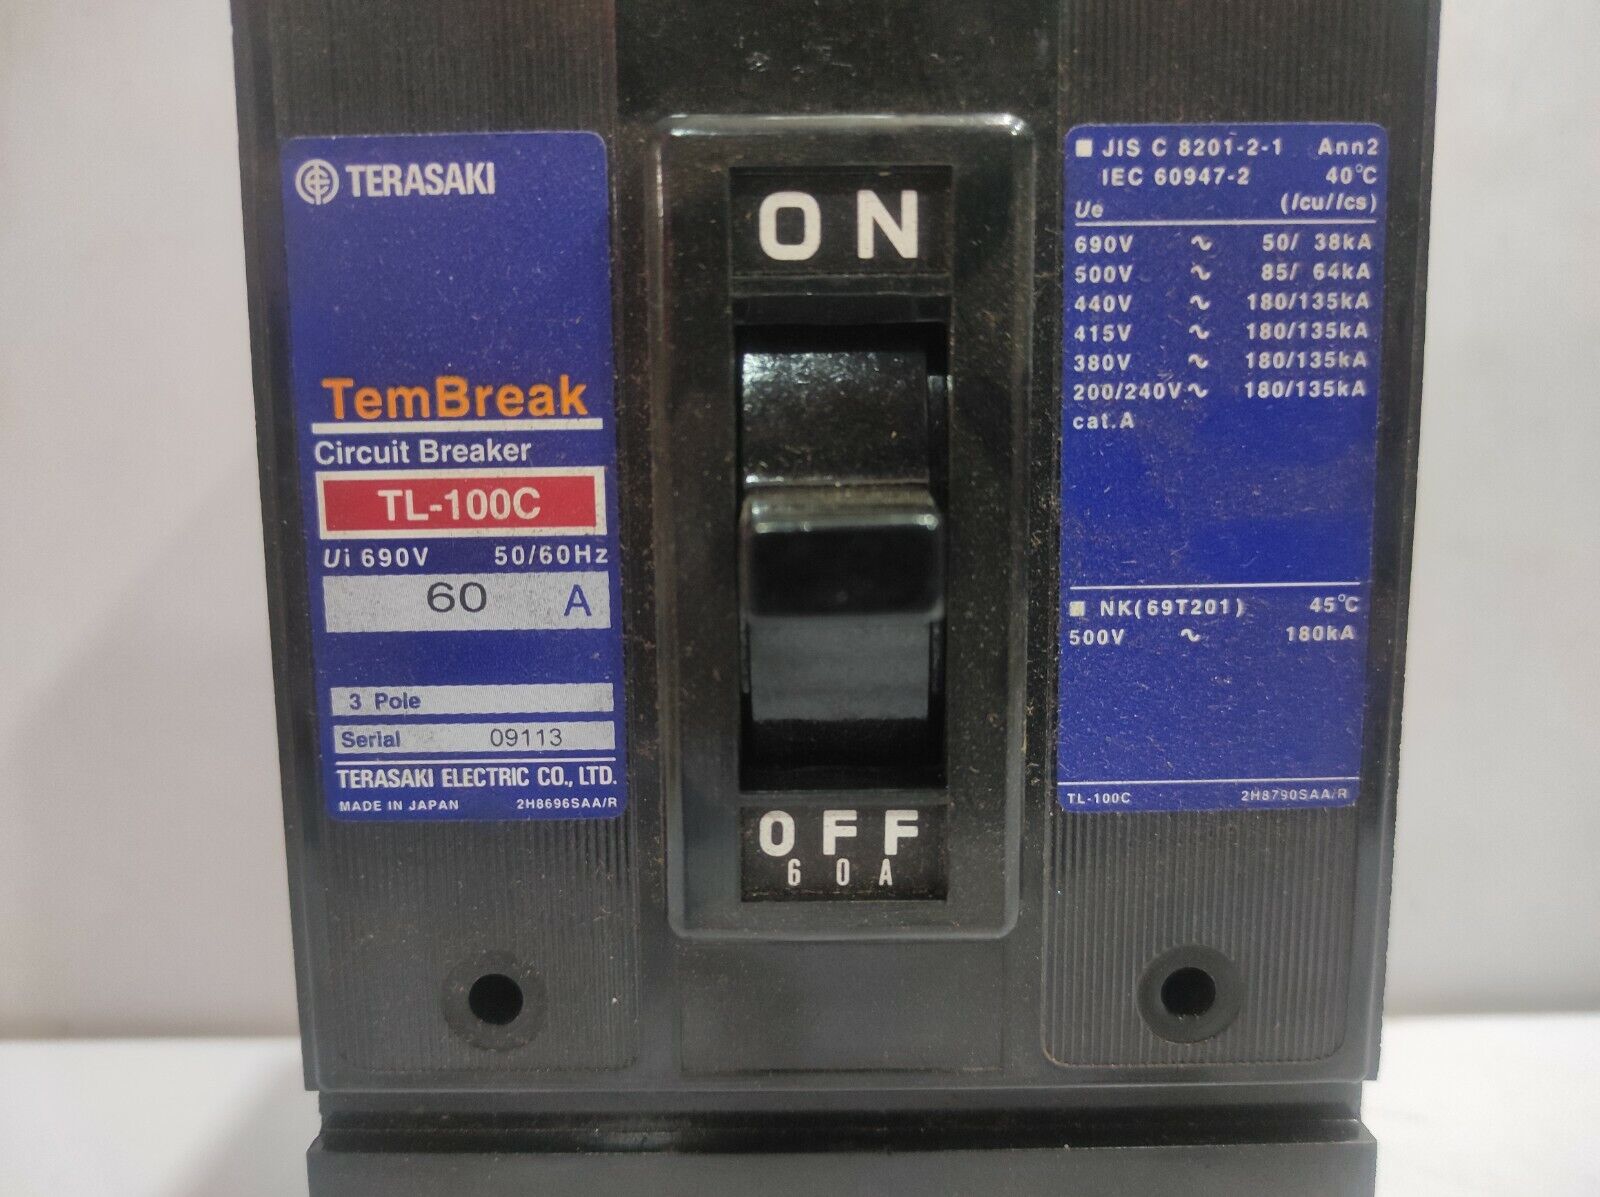 TERASAKI
TemBreak
Circuit Breaker
TL-100C
Ui 690V 50/60Hz
60 A
3 Pole
Serial 09113
TERASAKI ELECTRIC CO., LTD.
MADE IN JAPAN 2H8696SAA/R
ON
OFF
60A
JIS C 8201-2-1 Ann2
IEC 60947-2 40°C
Ue (Icu/Ics)
690V ~ 50/ 38kA
500V ~ 85/ 64kA
440V ~ 180/135kA
415V ~ 180/135kA
380V ~ 180/135kA
200/240V ~ 180/135kA
cat.A
NK(69T201) 45°C
500V ~ 180kA
TL-100C 2H8790SAA/R